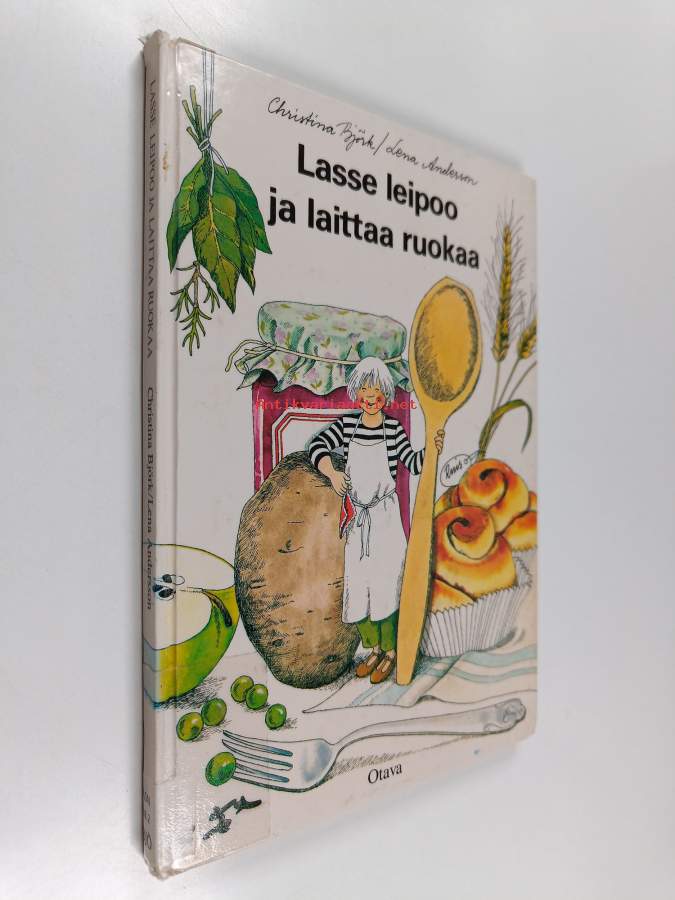 Christina Björk/Lena Anderson
Lasse leipoo
ja laittaa ruokaa
Antikvariaatti.net
Otava
LASSE LEIPOO JA LAITTAA RUOKAA Christina Björk/Lena Anderson